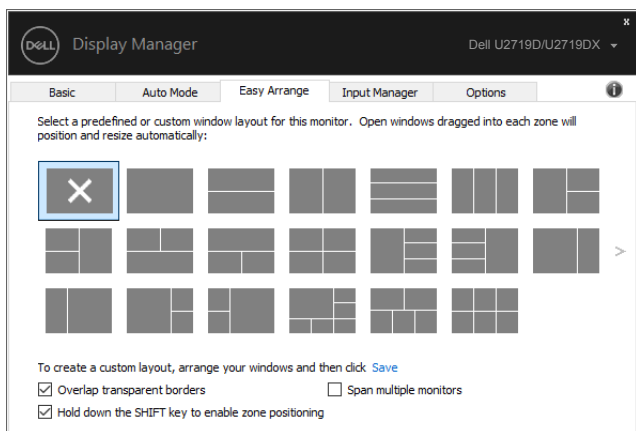 x
DELL Display Manager Dell U2719D/U2719DX
Basic Auto Mode Easy Arrange Input Manager Options i
Select a predefined or custom window layout for this monitor. Open windows dragged into each zone will
position and resize automatically:
>
To create a custom layout, arrange your windows and then click Save
Overlap transparent borders Span multiple monitors
Hold down the SHIFT key to enable zone positioning